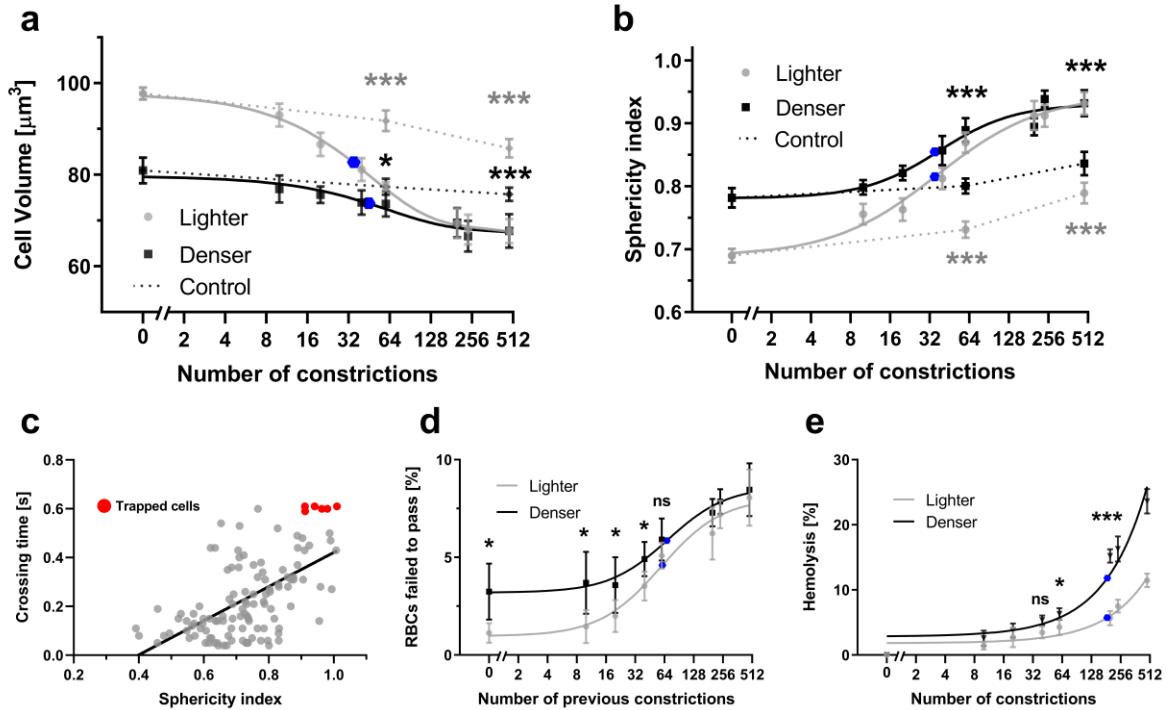 a
Cell Volume [μm³]
100
80
60
***
***
*
***
Lighter
Denser
Control
0 2 4 8 16 32 64 128 256 512
Number of constrictions
b
Sphericity index
1.0
0.9
0.8
0.7
0.6
Lighter
Denser
Control
***
***
***
***
0 2 4 8 16 32 64 128 256 512
Number of constrictions
c
Crossing time [s]
0.8
0.6
0.4
0.2
0.0
Trapped cells
0.2 0.4 0.6 0.8 1.0
Sphericity index
d
RBCs failed to pass [%]
10
5
0
Lighter
Denser
* * * * ns
0 2 4 8 16 32 64 128 256 512
Number of previous constrictions
e
Hemolysis [%]
30
20
10
0
Lighter
Denser
ns * ***
0 2 4 8 16 32 64 128 256 512
Number of constrictions